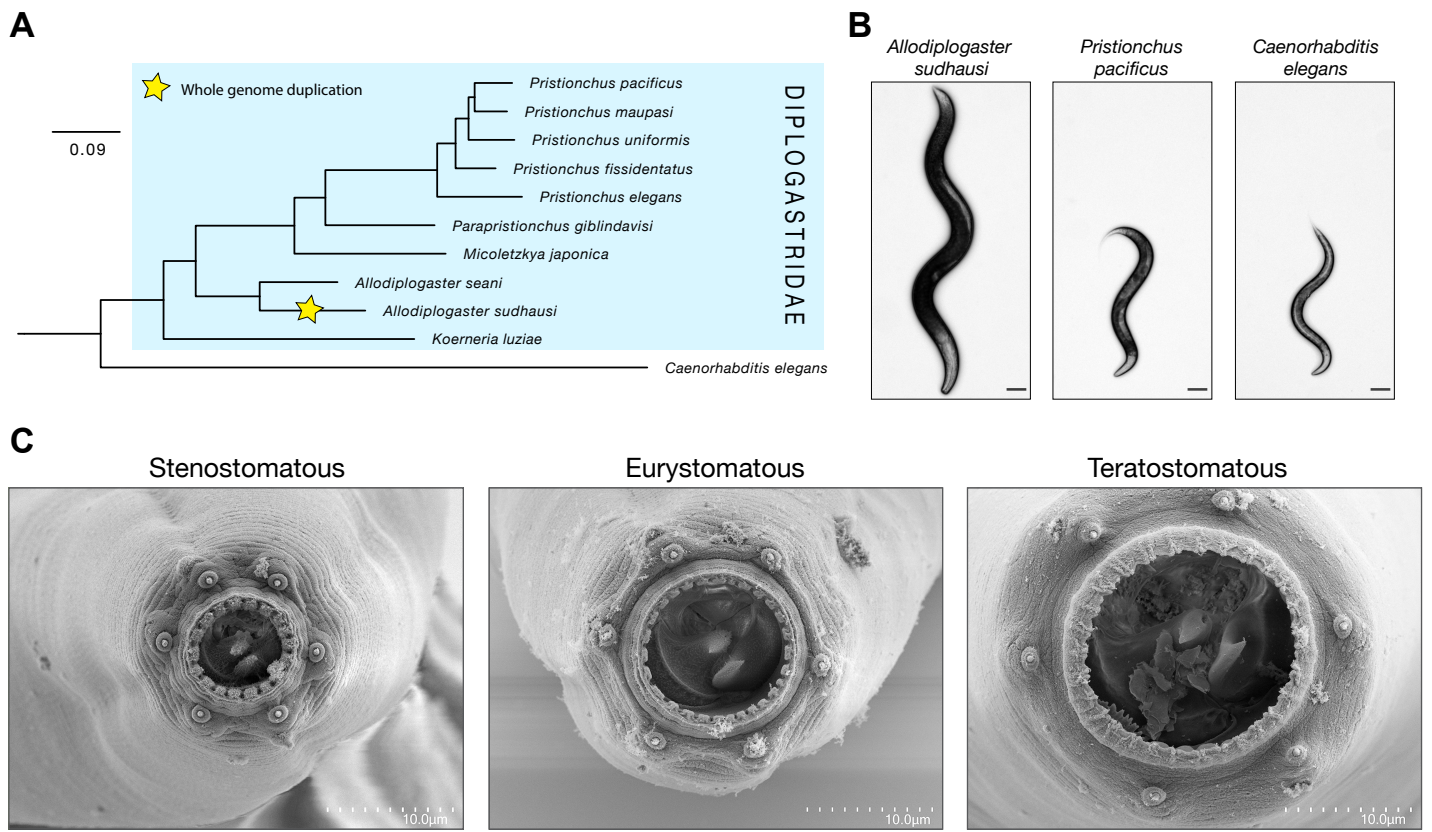 A
Whole genome duplication
0.09
Pristionchus pacificus
Pristionchus maupasi
Pristionchus uniformis
Pristionchus fissidentatus
Pristionchus elegans
Parapristionchus giblindavisi
Micoletzkya japonica
Allodiplogaster seani
Allodiplogaster sudhausi
Koerneria luziae
Caenorhabditis elegans
DIPLOGASTRIDAE
B
Allodiplogaster
sudhausi
Pristionchus
pacificus
Caenorhabditis
elegans
C
Stenostomatous
Eurystomatous
Teratostomatous
10.0µm
10.0µm
10.0µm